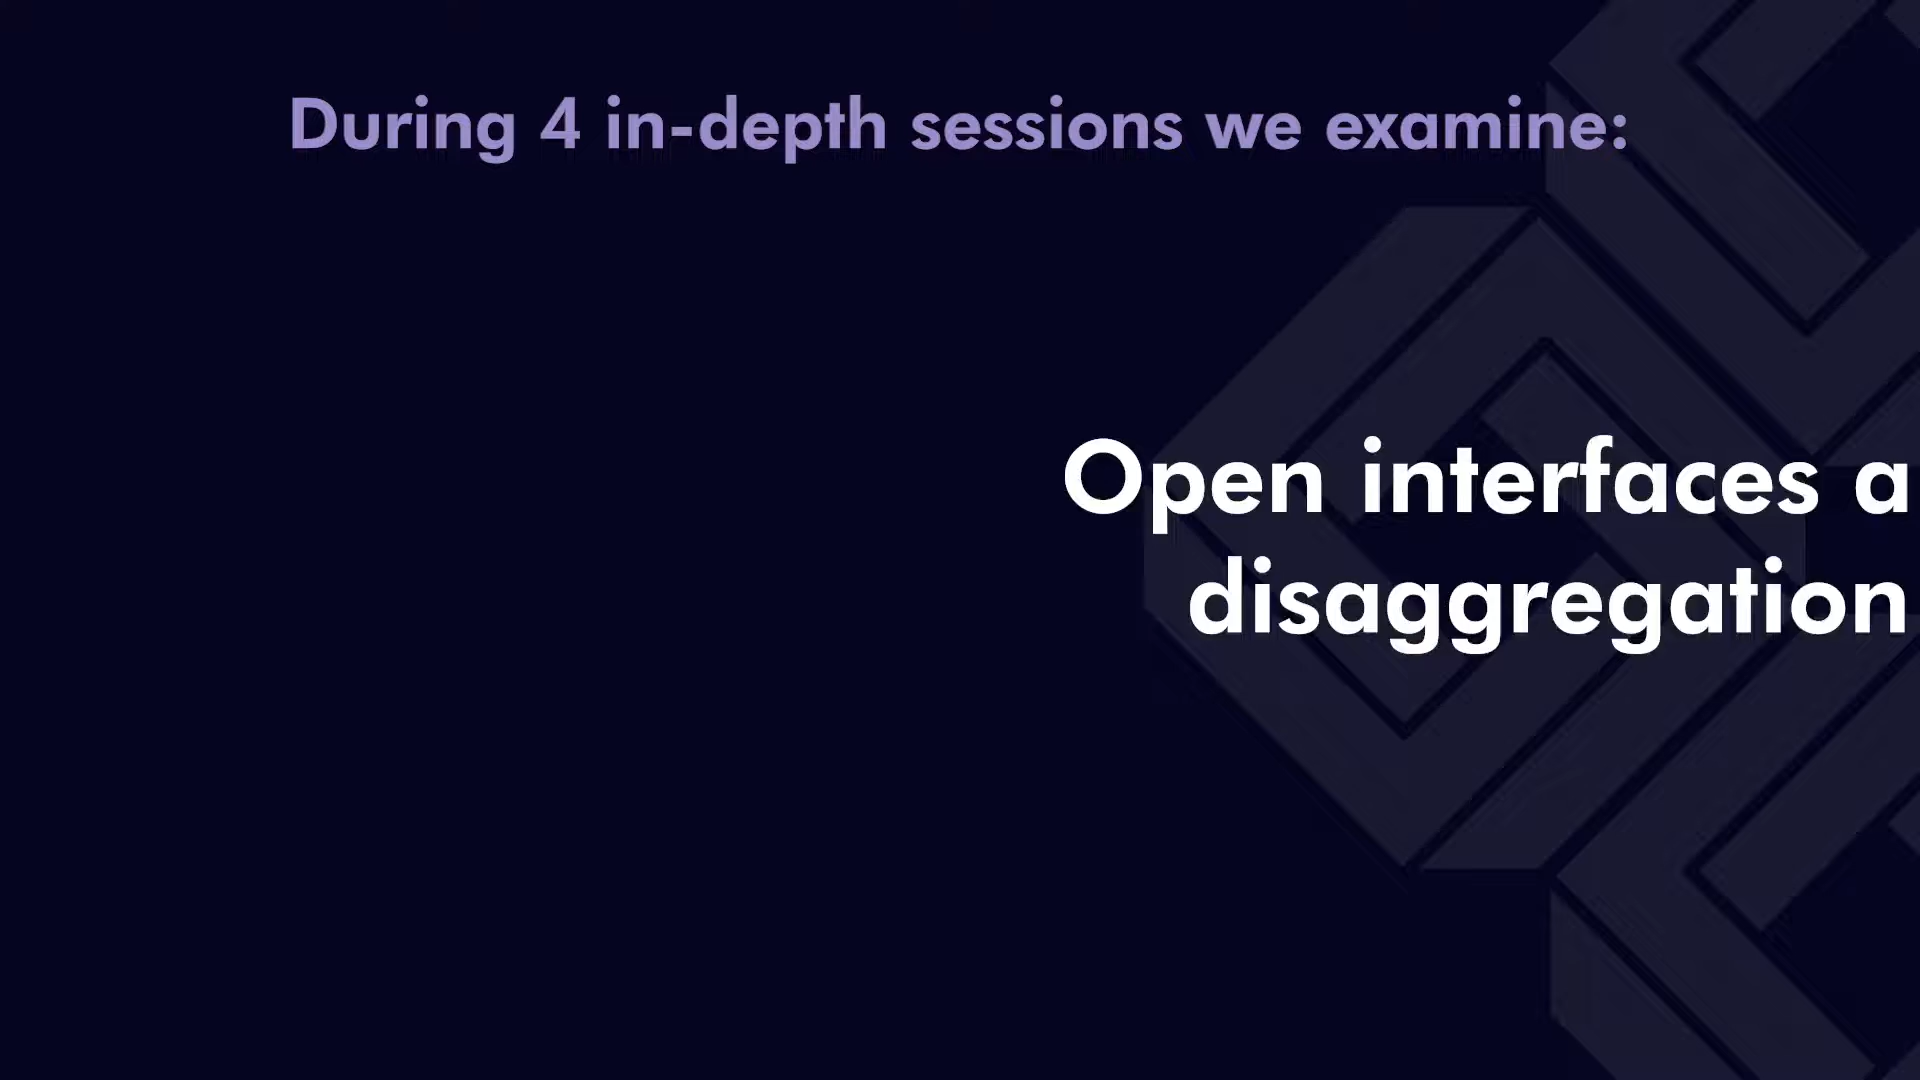 During 4 in-depth sessions we examine:
Open interfaces a
disaggregation